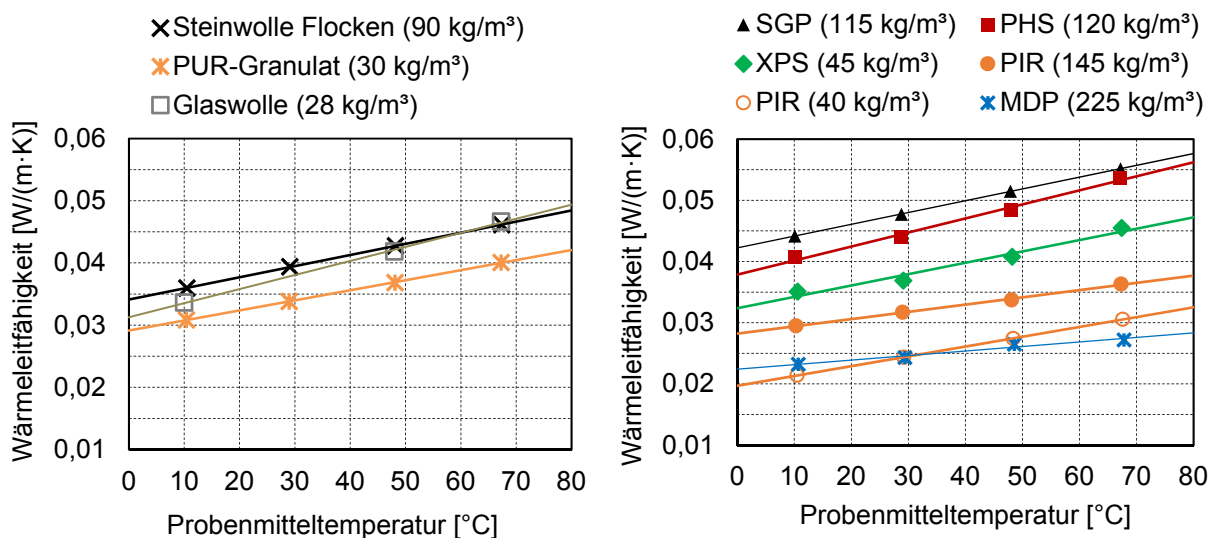 Steinwolle Flocken (90 kg/m³)
PUR-Granulat (30 kg/m³)
Glaswolle (28 kg/m³)
Wärmeleitfähigkeit [W/(m·K)]
0,06
0,05
0,04
0,03
0,02
0,01
0 10 20 30 40 50 60 70 80
Probenmitteltemperatur [°C]
SGP (115 kg/m³) PHS (120 kg/m³)
XPS (45 kg/m³) PIR (145 kg/m³)
PIR (40 kg/m³) MDP (225 kg/m³)
Wärmeleitfähigkeit [W/(m·K)]
0,06
0,05
0,04
0,03
0,02
0,01
0 10 20 30 40 50 60 70 80
Probenmitteltemperatur [°C]